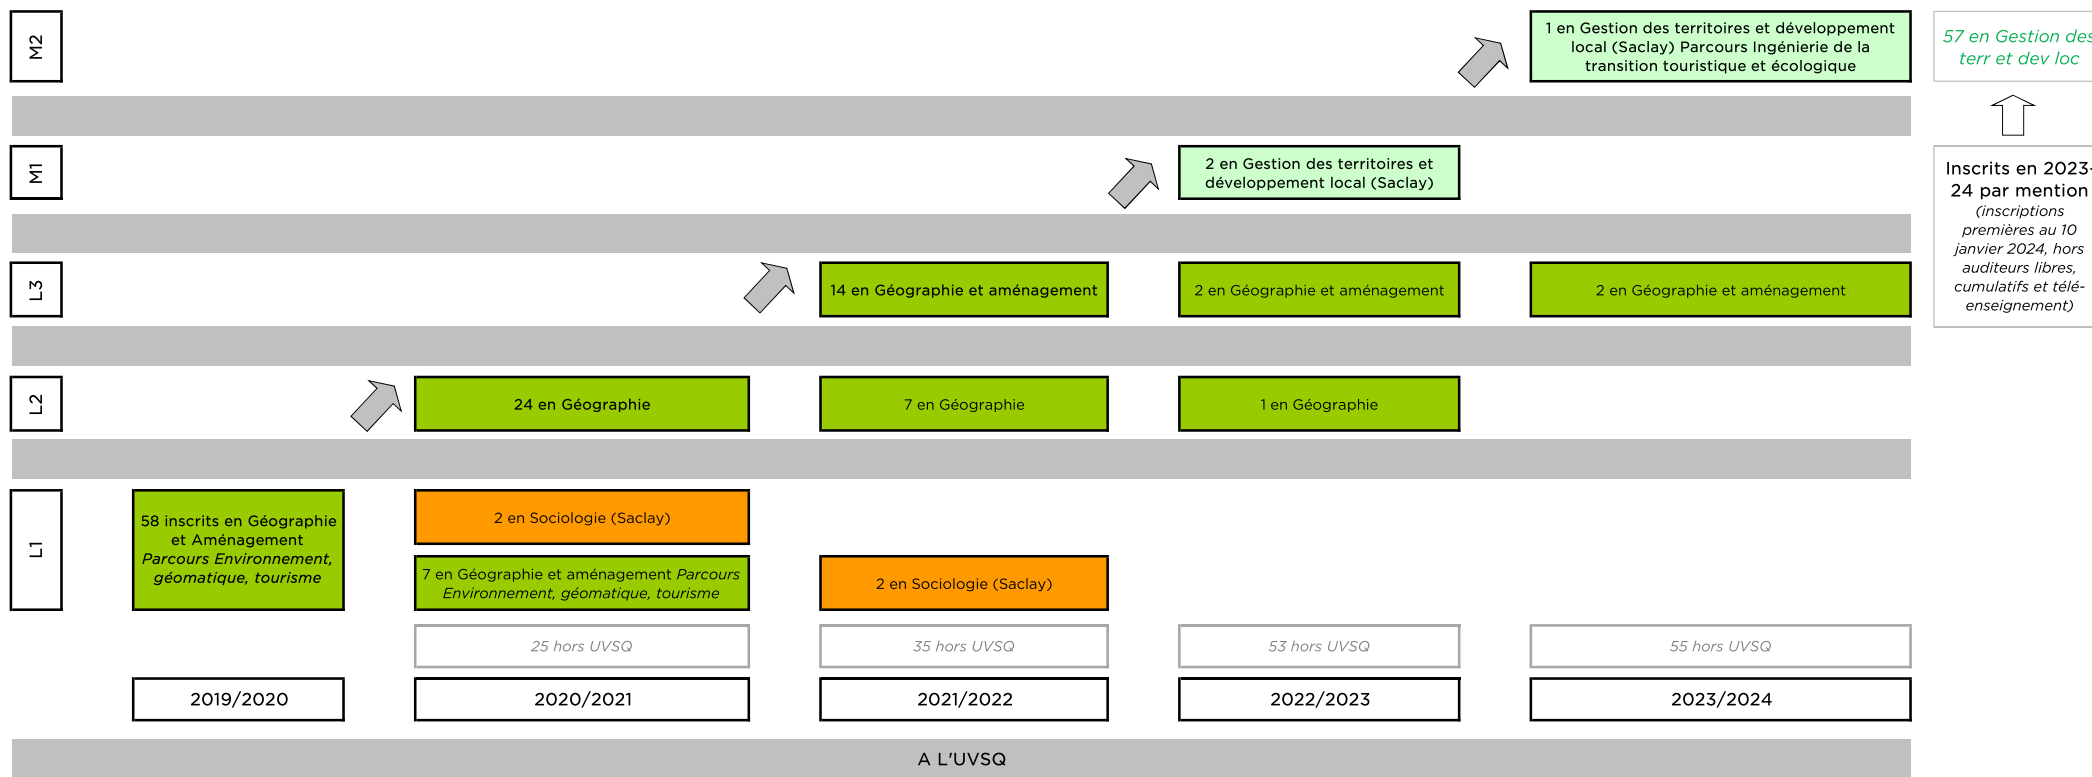 M2
1 en Gestion des territoires et développement
local (Saclay) Parcours Ingénierie de la
transition touristique et écologique
57 en Gestion des
terr et dev loc
M1
2 en Gestion des territoires et
développement local (Saclay)
Inscrits en 2023-
24 par mention
(inscriptions
premières au 10
janvier 2024, hors
auditeurs libres,
cumulatifs et télé-
enseignement)
L3
14 en Géographie et aménagement
2 en Géographie et aménagement
2 en Géographie et aménagement
L2
24 en Géographie
7 en Géographie
1 en Géographie
L1
58 inscrits en Géographie
et Aménagement
Parcours Environnement,
géomatique, tourisme
2 en Sociologie (Saclay)
7 en Géographie et aménagement Parcours
Environnement, géomatique, tourisme
2 en Sociologie (Saclay)
25 hors UVSQ
35 hors UVSQ
53 hors UVSQ
55 hors UVSQ
2019/2020
2020/2021
2021/2022
2022/2023
2023/2024
A L'UVSQ